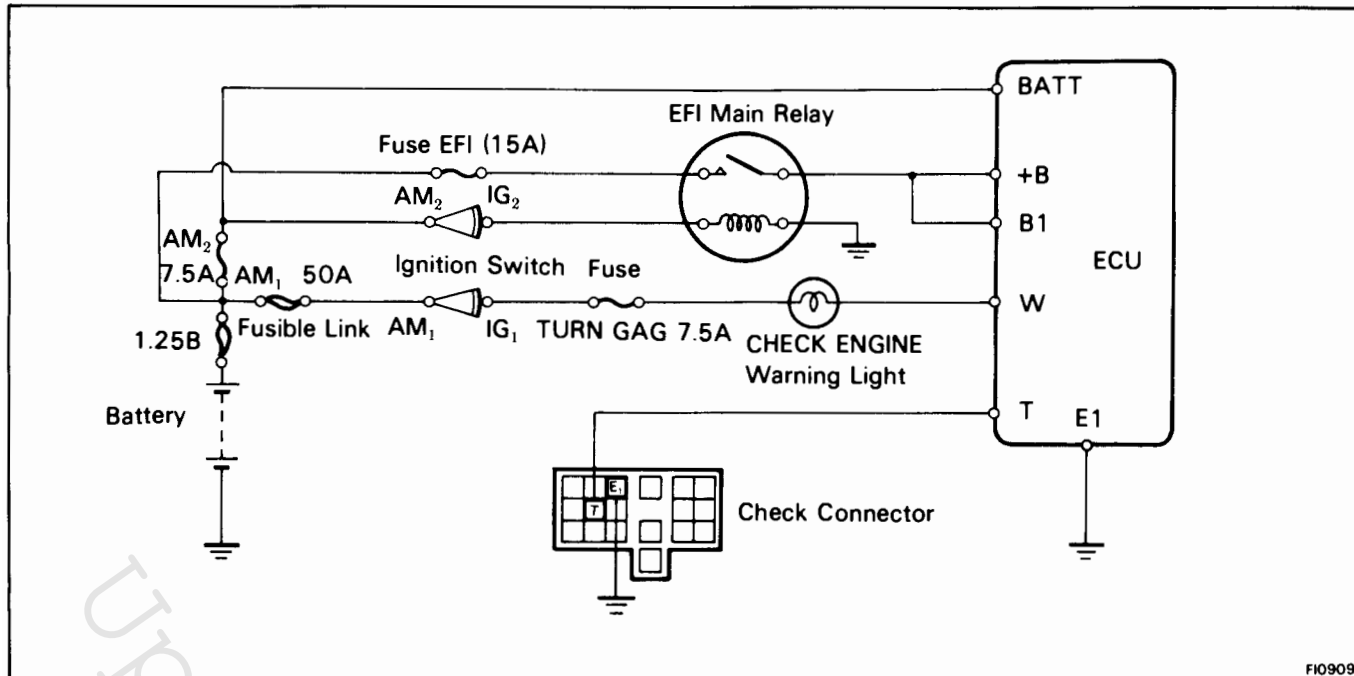 BATT
EFI Main Relay
Fuse EFI (15A)
+B
AM₂ IG₂
B1
AM₂
7.5A
ECU
AM₁ 50A
Ignition Switch Fuse
W
1.25B
Fusible Link
AM₁ IG₁
TURN GAG 7.5A
CHECK ENGINE
Warning Light
Battery
T
E1
E₁
T
Check Connector
Up
FI0909